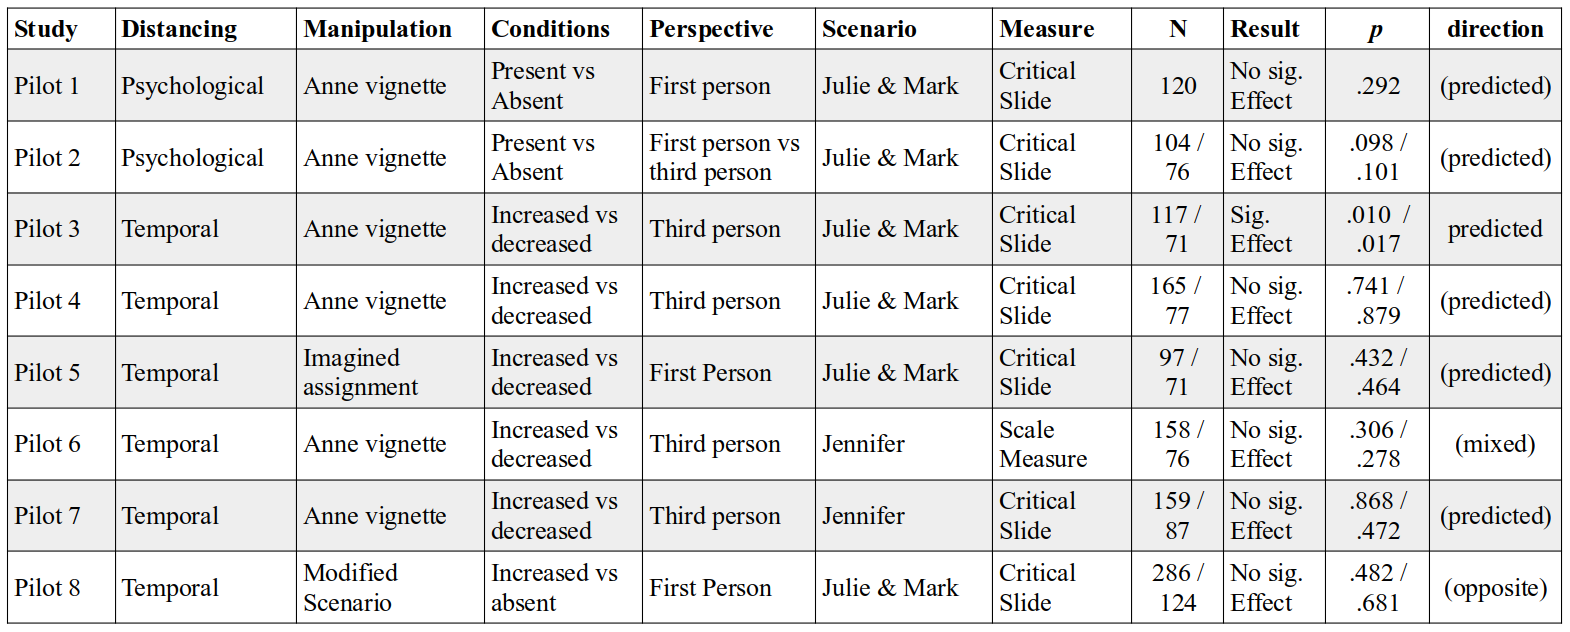 Study Distancing Manipulation Conditions Perspective Scenario Measure N Result p direction
Pilot 1 Psychological Anne vignette Present vs Absent First person Julie & Mark Critical Slide 120 No sig. Effect .292 (predicted)
Pilot 2 Psychological Anne vignette Present vs Absent First person vs third person Julie & Mark Critical Slide 104 / 76 No sig. Effect .098 / .101 (predicted)
Pilot 3 Temporal Anne vignette Increased vs decreased Third person Julie & Mark Critical Slide 117 / 71 Sig. Effect .010 / .017 predicted
Pilot 4 Temporal Anne vignette Increased vs decreased Third person Julie & Mark Critical Slide 165 / 77 No sig. Effect .741 / .879 (predicted)
Pilot 5 Temporal Imagined assignment Increased vs decreased First Person Julie & Mark Critical Slide 97 / 71 No sig. Effect .432 / .464 (predicted)
Pilot 6 Temporal Anne vignette Increased vs decreased Third person Jennifer Scale Measure 158 / 76 No sig. Effect .306 / .278 (mixed)
Pilot 7 Temporal Anne vignette Increased vs decreased Third person Jennifer Critical Slide 159 / 87 No sig. Effect .868 / .472 (predicted)
Pilot 8 Temporal Modified Scenario Increased vs absent First Person Julie & Mark Critical Slide 286 / 124 No sig. Effect .482 / .681 (opposite)